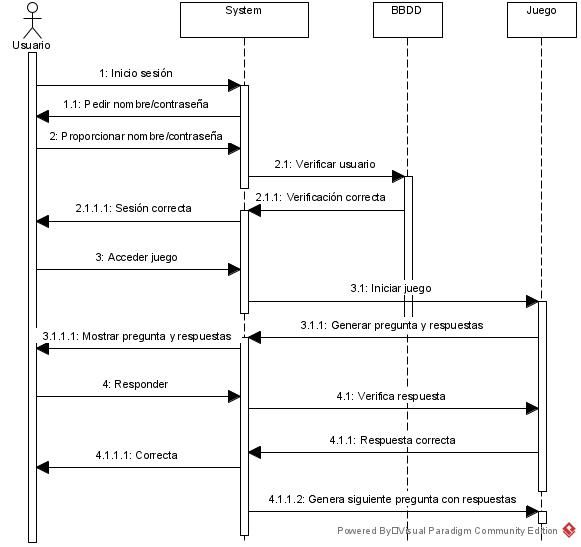 System
BBDD
Juego
Usuario
1: Inicio sesión
1.1: Pedir nombre/contraseña
2: Proporcionar nombre/contraseña
2.1: Verificar usuario
2.1.1: Verificación correcta
2.1.1.1: Sesión correcta
3: Acceder juego
3.1: Iniciar juego
3.1.1: Generar pregunta y respuestas
3.1.1.1: Mostrar pregunta y respuestas
4: Responder
4.1: Verifica respuesta
4.1.1: Respuesta correcta
4.1.1.1: Correcta
4.1.1.2: Genera siguiente pregunta con respuestas
Powered By□Visual Paradigm Community Edition